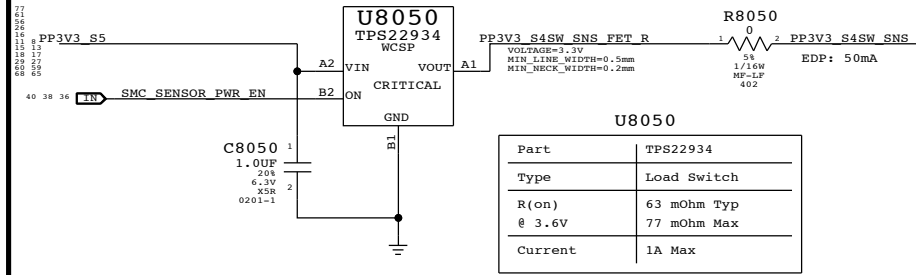 77
61
56
26
16
11 8 PP3V3_S5
15 13
18 17
29 27
60 59
68 65
40 38 36 IN SMC_SENSOR_PWR_EN
U8050
TPS22934
WCSP
A2 VIN VOUT A1
CRITICAL
B2 ON
GND
B1
C8050 1
1.0UF
20%
6.3V 2
X5R
0201-1
PP3V3_S4SW_SNS_FET_R
VOLTAGE=3.3V
MIN_LINE_WIDTH=0.5mm
MIN_NECK_WIDTH=0.2mm
R8050
0
1 2 PP3V3_S4SW_SNS
5%
1/16W
MF-LF
402
EDP: 50mA
U8050
Part TPS22934
Type Load Switch
R(on) 63 mOhm Typ
@ 3.6V 77 mOhm Max
Current 1A Max